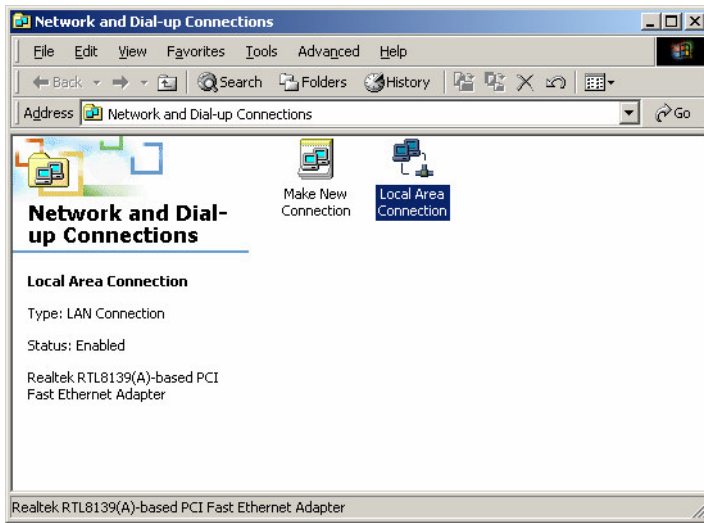 Network and Dial-up Connections
File Edit View Favorites Tools Advanced Help
Back Search Folders History
Address Network and Dial-up Connections Go
Make New
Connection
Local Area
Connection
Network and Dial-
up Connections
Local Area Connection
Type: LAN Connection
Status: Enabled
Realtek RTL8139(A)-based PCI
Fast Ethernet Adapter
Realtek RTL8139(A)-based PCI Fast Ethernet Adapter